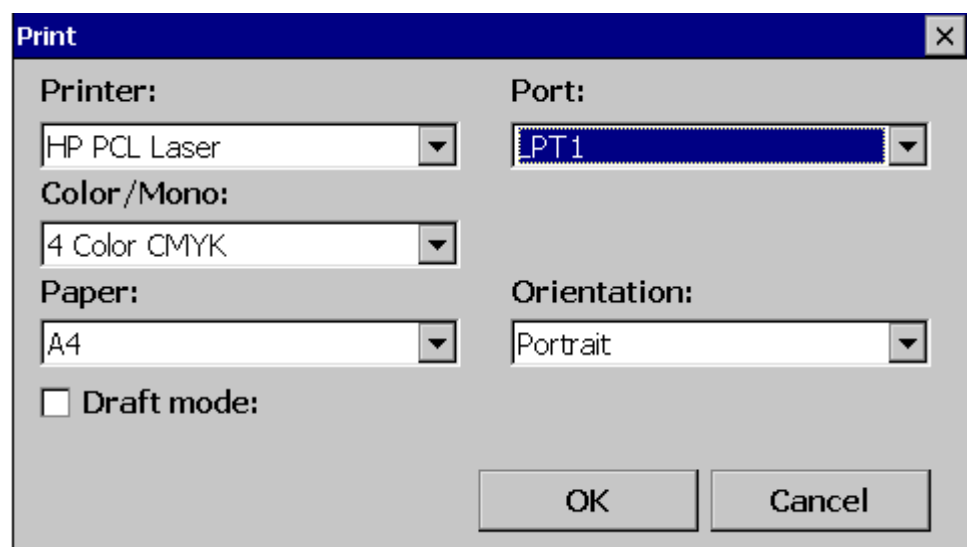 Print
Printer: Port:
HP PCL Laser LPT1
Color/Mono:
4 Color CMYK
Paper: Orientation:
A4 Portrait
Draft mode:
OK Cancel